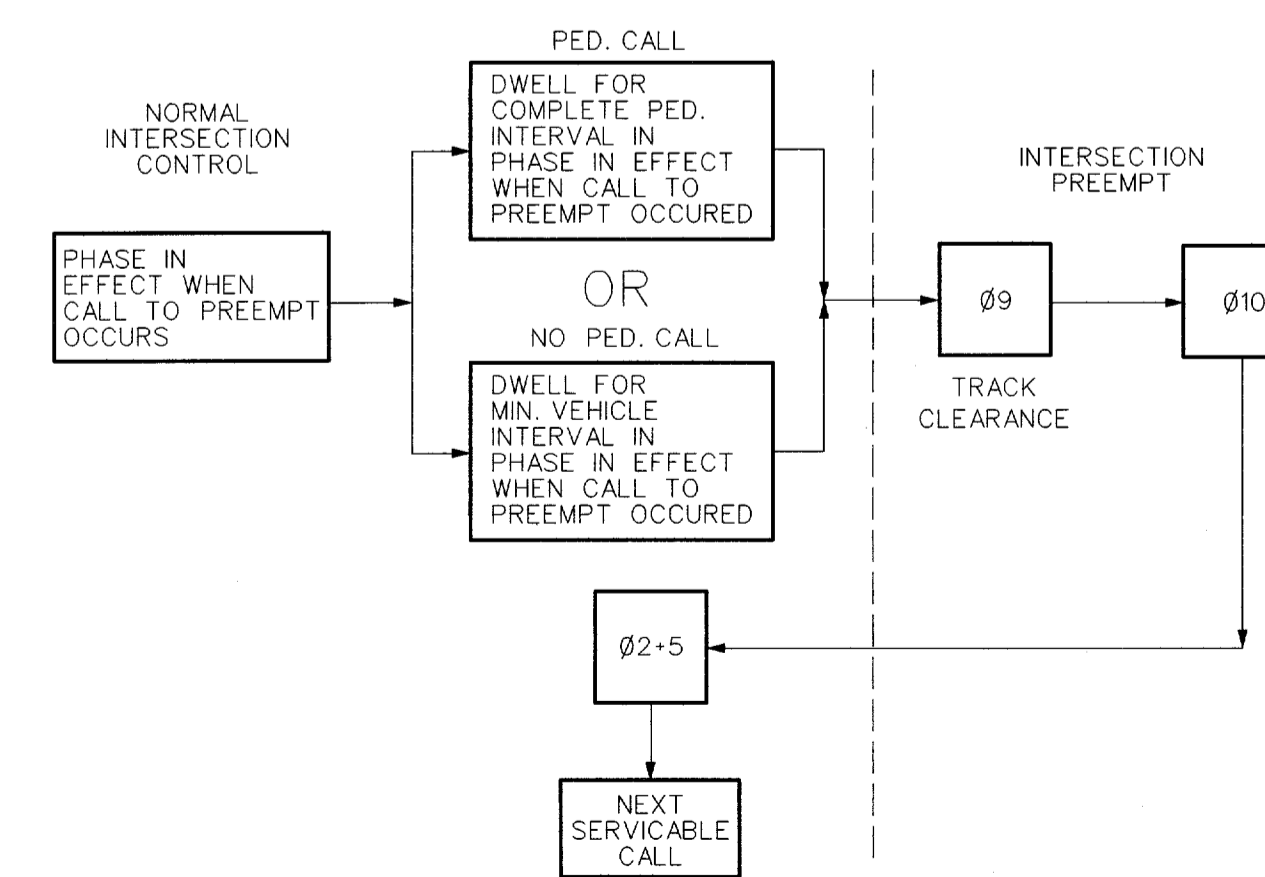 PED. CALL
NORMAL
INTERSECTION
CONTROL
DWELL FOR
COMPLETE PED.
INTERVAL IN
PHASE IN EFFECT
WHEN CALL TO
PREEMPT OCCURED
INTERSECTION
PREEMPT
PHASE IN
EFFECT WHEN
CALL TO PREEMPT
OCCURS
OR
NO PED. CALL
DWELL FOR
MIN. VEHICLE
INTERVAL IN
PHASE IN EFFECT
WHEN CALL TO
PREEMPT OCCURED
Ø9
TRACK
CLEARANCE
Ø10
Ø2+5
NEXT
SERVICABLE
CALL